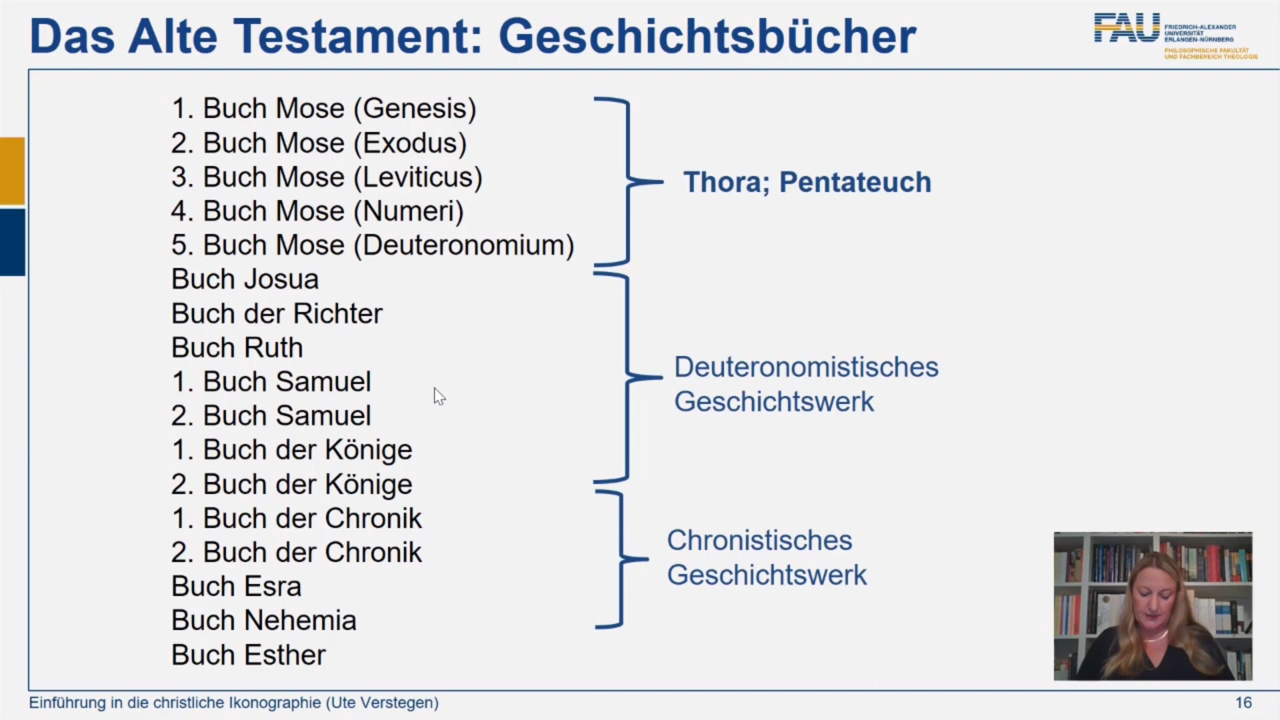 Das Alte Testament: Geschichtsbücher
FAU
FRIEDRICH-ALEXANDER
UNIVERSITÄT
ERLANGEN-NÜRNBERG
PHILOSOPHISCHE FAKULTÄT
UND FACHBEREICH THEOLOGIE
1. Buch Mose (Genesis)
2. Buch Mose (Exodus)
3. Buch Mose (Leviticus)
4. Buch Mose (Numeri)
5. Buch Mose (Deuteronomium)
Thora; Pentateuch
Buch Josua
Buch der Richter
Buch Ruth
1. Buch Samuel
2. Buch Samuel
1. Buch der Könige
2. Buch der Könige
Deuteronomistisches
Geschichtswerk
1. Buch der Chronik
2. Buch der Chronik
Buch Esra
Buch Nehemia
Chronistisches
Geschichtswerk
Buch Esther
Einführung in die christliche Ikonographie (Ute Verstegen)
16